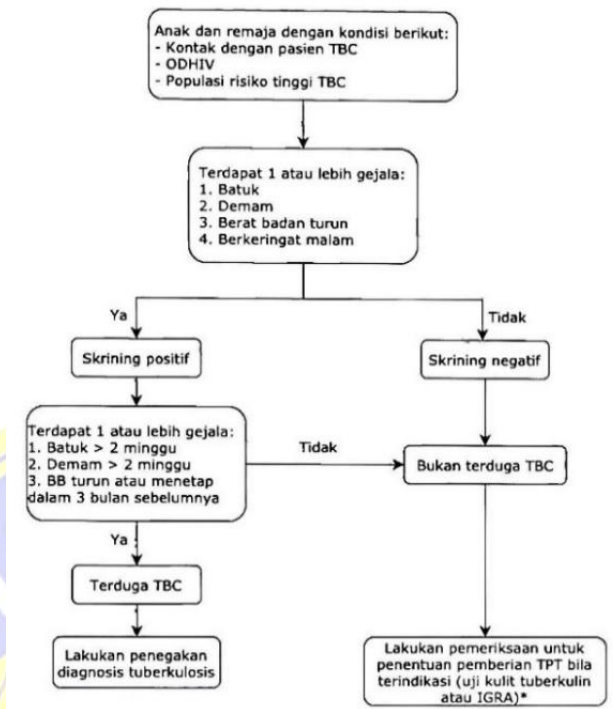 Anak dan remaja dengan kondisi berikut:
- Kontak dengan pasien TBC
- ODHIV
- Populasi risiko tinggi TBC
Terdapat 1 atau lebih gejala:
1. Batuk
2. Demam
3. Berat badan turun
4. Berkeringat malam
Ya
Tidak
Skrining positif
Skrining negatif
Terdapat 1 atau lebih gejala:
1. Batuk > 2 minggu
2. Demam > 2 minggu
3. BB turun atau menetap
dalam 3 bulan sebelumnya
Tidak
Bukan terduga TBC
Ya
Terduga TBC
Lakukan penegakan
diagnosis tuberkulosis
Lakukan pemeriksaan untuk
penentuan pemberian TPT bila
terindikasi (uji kulit tuberkulin
atau IGRA)*